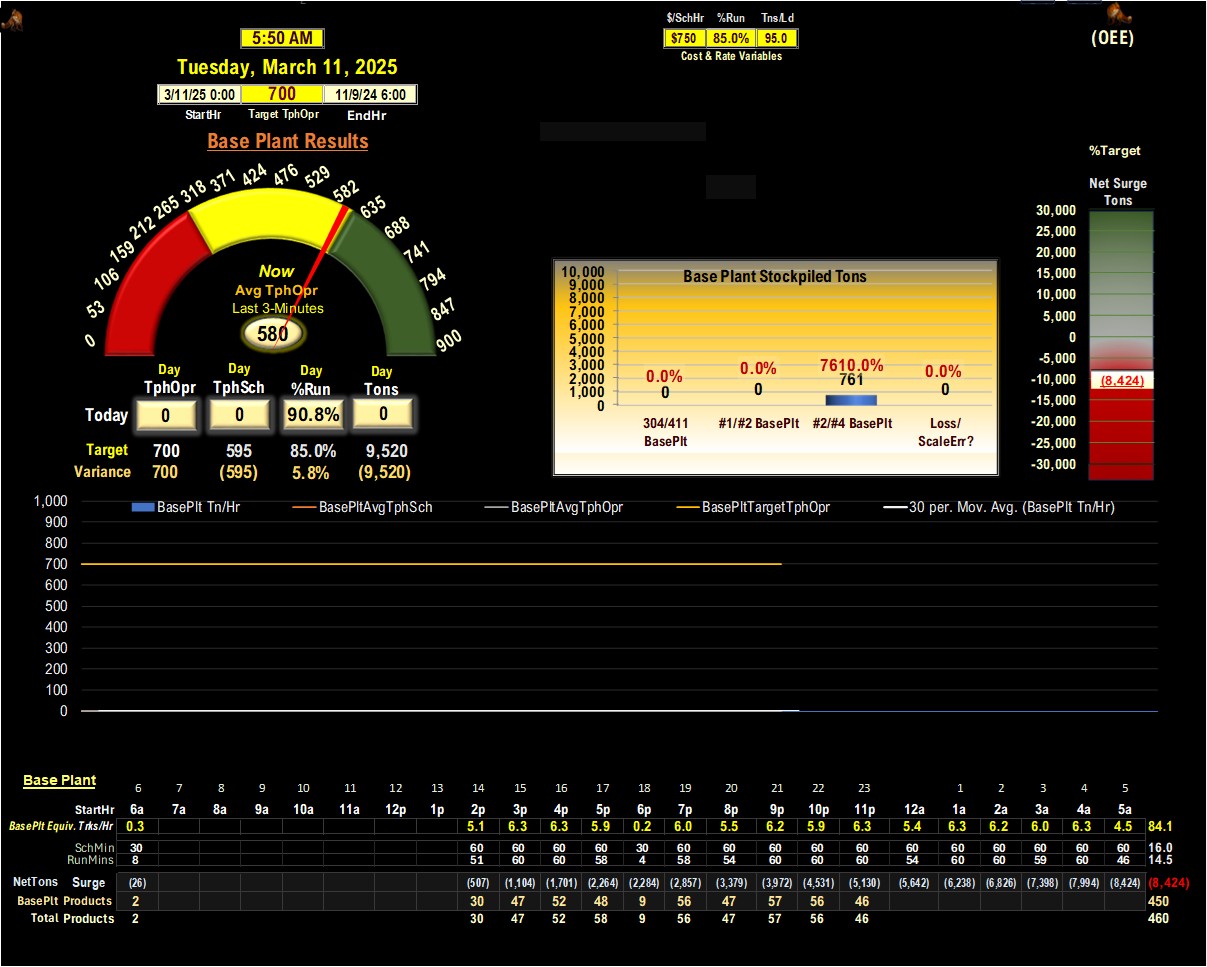 $/SchHr %Run Tns/Ld
5:50 AM
$750 85.0% 95.0
(OEE)
Cost & Rate Variables
Tuesday, March 11, 2025
3/11/25 0:00 700 11/9/24 6:00
StartHr Target TphOpr EndHr
Base Plant Results
%Target
Net Surge
Tons
0 53 106 159 212 265 318 371 424 476 529 582 635 688 741 794 847 900
Now
Avg TphOpr
Last 3-Minutes
580
Day Day Day Day
TphOpr TphSch %Run Tons
Today 0 0 90.8% 0
Target 700 595 85.0% 9,520
Variance 700 (595) 5.8% (9,520)
Base Plant Stockpiled Tons
10,000
9,000
8,000
7,000
6,000
5,000
4,000
3,000
2,000
1,000
0
0.0% 0.0% 7610.0% 0.0%
0 0 761 0
304/411 #1/#2 BasePlt #2/#4 BasePlt Loss/
BasePlt ScaleErr?
30,000
25,000
20,000
15,000
10,000
5,000
0
-5,000
-10,000
(8,424)
-15,000
-20,000
-25,000
-30,000
BasePlt Tn/Hr BasePltAvgTphSch BasePltAvgTphOpr BasePltTargetTphOpr 30 per. Mov. Avg. (BasePlt Tn/Hr)
1,000
900
800
700
600
500
400
300
200
100
0
Base Plant 6 7 8 9 10 11 12 13 14 15 16 17 18 19 20 21 22 23 1 2 3 4 5
StartHr 6a 7a 8a 9a 10a 11a 12p 1p 2p 3p 4p 5p 6p 7p 8p 9p 10p 11p 12a 1a 2a 3a 4a 5a
BasePlt Equiv. Trks/Hr 0.3 5.1 6.3 6.3 5.9 0.2 6.0 5.5 6.2 5.9 6.3 5.4 6.3 6.2 6.0 6.3 4.5 84.1
SchMin 30 60 60 60 60 30 60 60 60 60 60 60 60 60 60 60 60 16.0
RunMins 8 51 60 60 58 4 58 54 60 60 60 54 60 60 59 60 46 14.5
NetTons Surge (26) (507) (1,104) (1,701) (2,264) (2,284) (2,857) (3,379) (3,972) (4,531) (5,130) (5,642) (6,238) (6,826) (7,398) (7,994) (8,424) (8,424)
BasePlt Products 2 30 47 52 48 9 56 47 57 56 46 450
Total Products 2 30 47 52 58 9 56 47 56 56 46 460